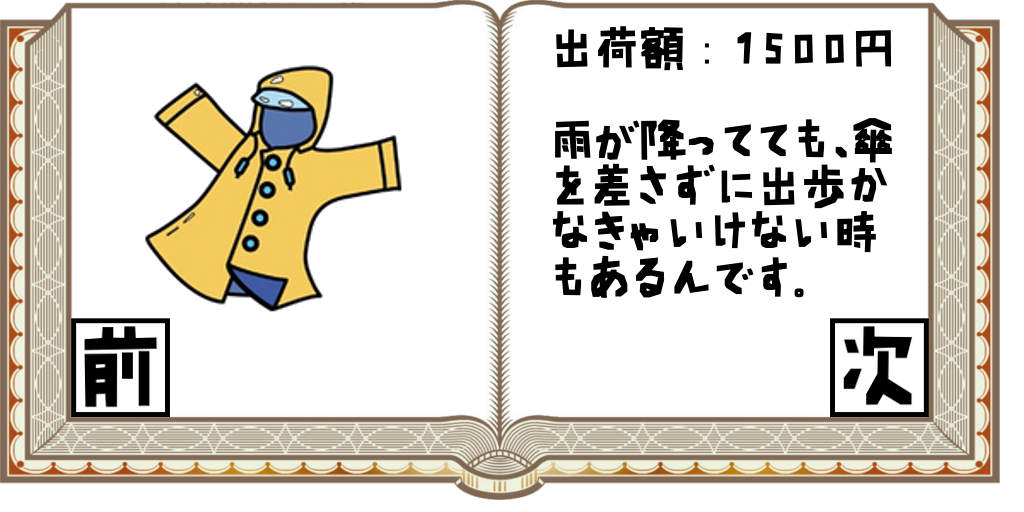 出荷額：1500円
雨が降ってても、傘
を差さずに出歩か
なきゃいけない時
もあるんです。
前
次